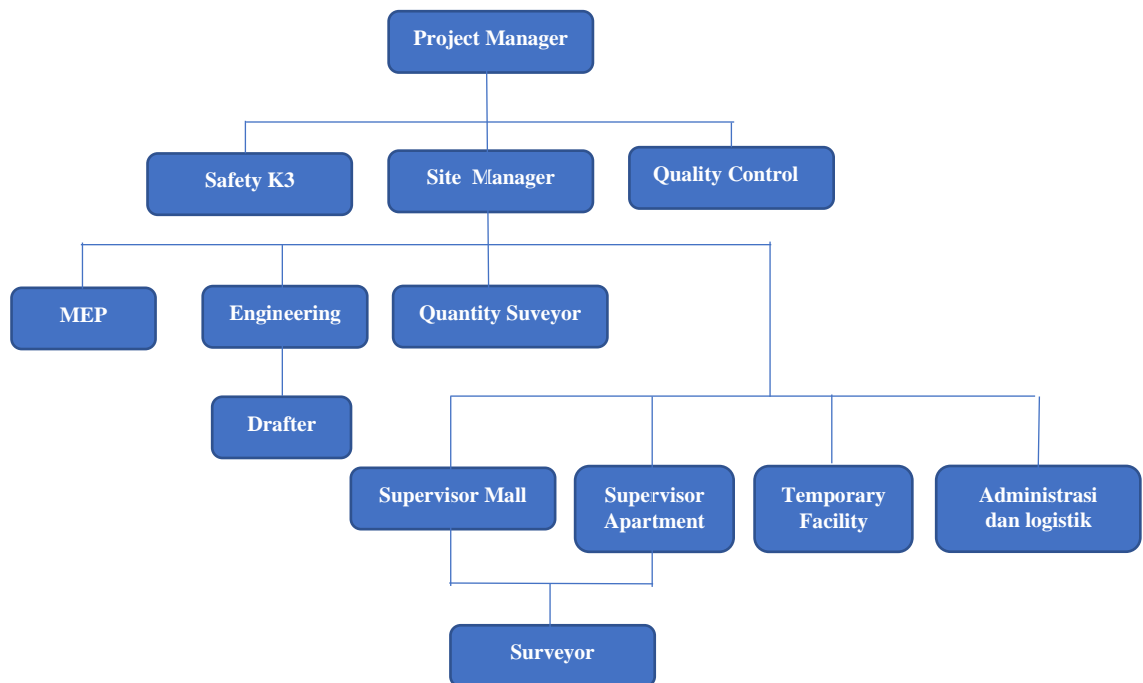 Project Manager
Safety K3
Site Manager
Quality Control
MEP
Engineering
Quantity Suveyor
Drafter
Supervisor Mall
Supervisor
Apartment
Temporary
Facility
Administrasi
dan logistik
Surveyor